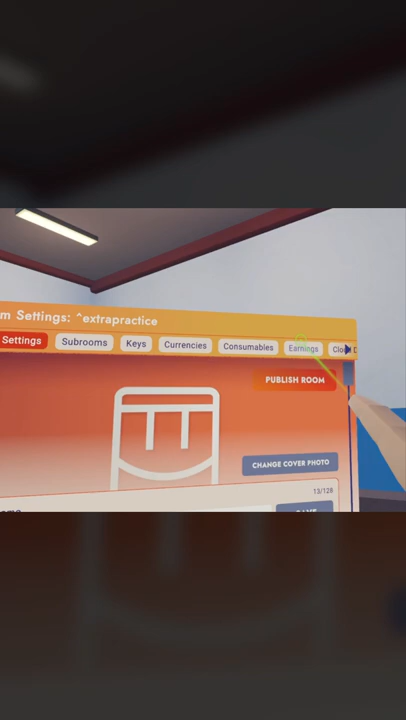 m Settings: ^extrapractice
Settings Subrooms Keys Currencies Consumables Earnings
PUBLISH ROOM
CHANGE COVER PHOTO
13/128